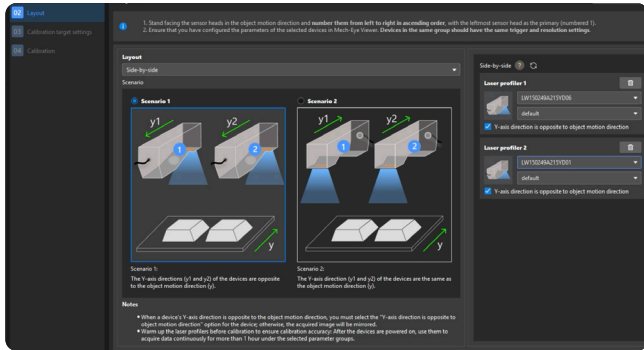 02 Layout
03 Calibration target settings
04 Calibration
1. Stand facing the sensor heads in the object motion direction and number them from left to right in ascending order, with the leftmost sensor head as the primary (numbered 1).
2. Ensure that you have configured the parameters of the selected devices in Mech-Eye Viewer. Devices in the same group should have the same trigger and resolution settings.
Layout
Side-by-side
Scenario
Scenario 1
Scenario 2
y1 y2
1 2
y
y1 y2
1 2
y
Scenario 1:
The Y-axis directions (y1 and y2) of the devices are opposite
to the object motion direction (y).
Scenario 2:
The Y-axis direction (y1 and y2) of the devices are the same as
the object motion direction (y).
Notes
• When a device's Y-axis direction is opposite to the object motion direction, you must select the "Y-axis direction is opposite to
object motion direction" option for the device; otherwise, the acquired image will be mirrored.
• Warm up the laser profilers before calibration to ensure calibration accuracy: After the devices are powered on, use them to
acquire data continuously for more than 1 hour under the selected parameter groups.
Side-by-side ?
Laser profiler 1
LW150249A215YD06
default
Y-axis direction is opposite to object motion direction
Laser profiler 2
LW150249A215YD01
default
Y-axis direction is opposite to object motion direction